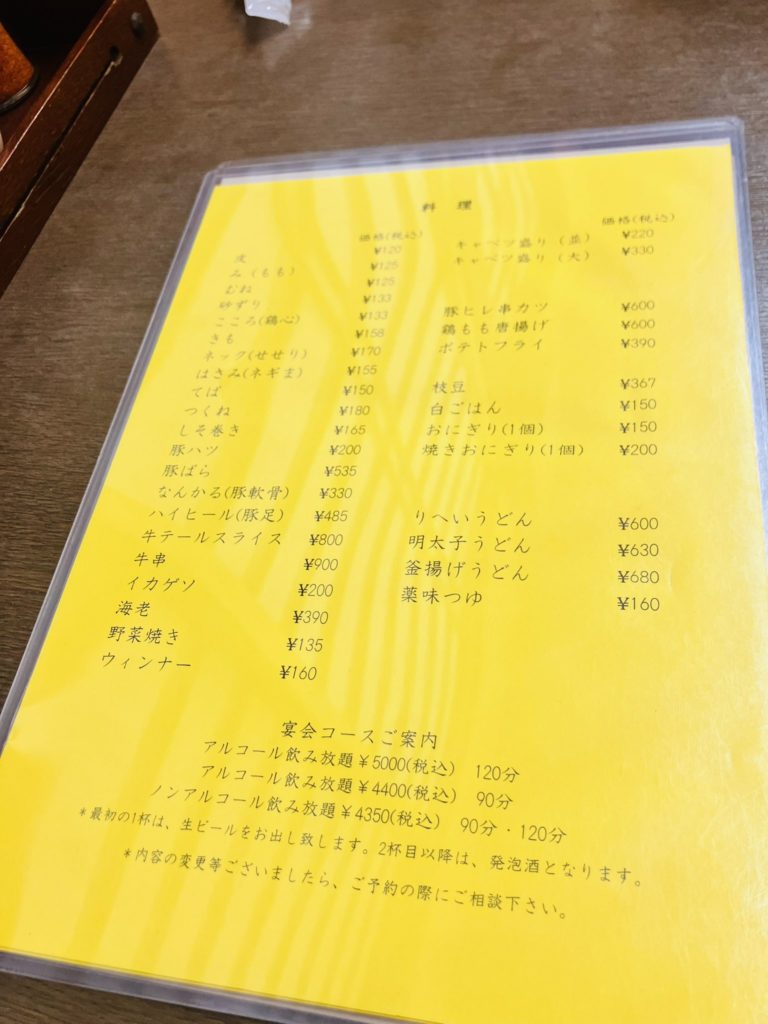 料 理
価格(税込)
皮 ¥120
み(もも) ¥125
むね ¥125
砂ずり ¥133
こころ(鶏心) ¥133
きも ¥158
ネック(せせり) ¥170
はさみ(ネギま) ¥155
てば ¥150
つくね ¥180
しそ巻き ¥165
豚ハツ ¥200
豚ばら ¥535
なんかる(豚軟骨) ¥330
ハイヒール(豚足) ¥485
牛テールスライス ¥800
牛串 ¥900
イカゲソ ¥200
海老 ¥390
野菜焼き ¥135
ウィンナー ¥160
価格(税込)
キャベツ盛り(並) ¥220
キャベツ盛り(大) ¥330
豚ヒレ串カツ ¥600
鶏もも唐揚げ ¥600
ポテトフライ ¥390
枝豆 ¥367
白ごはん ¥150
おにぎり(1個) ¥150
焼きおにぎり(1個) ¥200
りへいうどん ¥600
明太子うどん ¥630
釜揚げうどん ¥680
薬味つゆ ¥160
宴会コースご案内
アルコール飲み放題¥5000(税込) 120分
アルコール飲み放題¥4400(税込) 90分
ノンアルコール飲み放題¥4350(税込) 90分・120分
*最初の1杯は、生ビールをお出し致します。2杯目以降は、発泡酒となります。
*内容の変更等ございましたら、ご予約の際にご相談下さい。